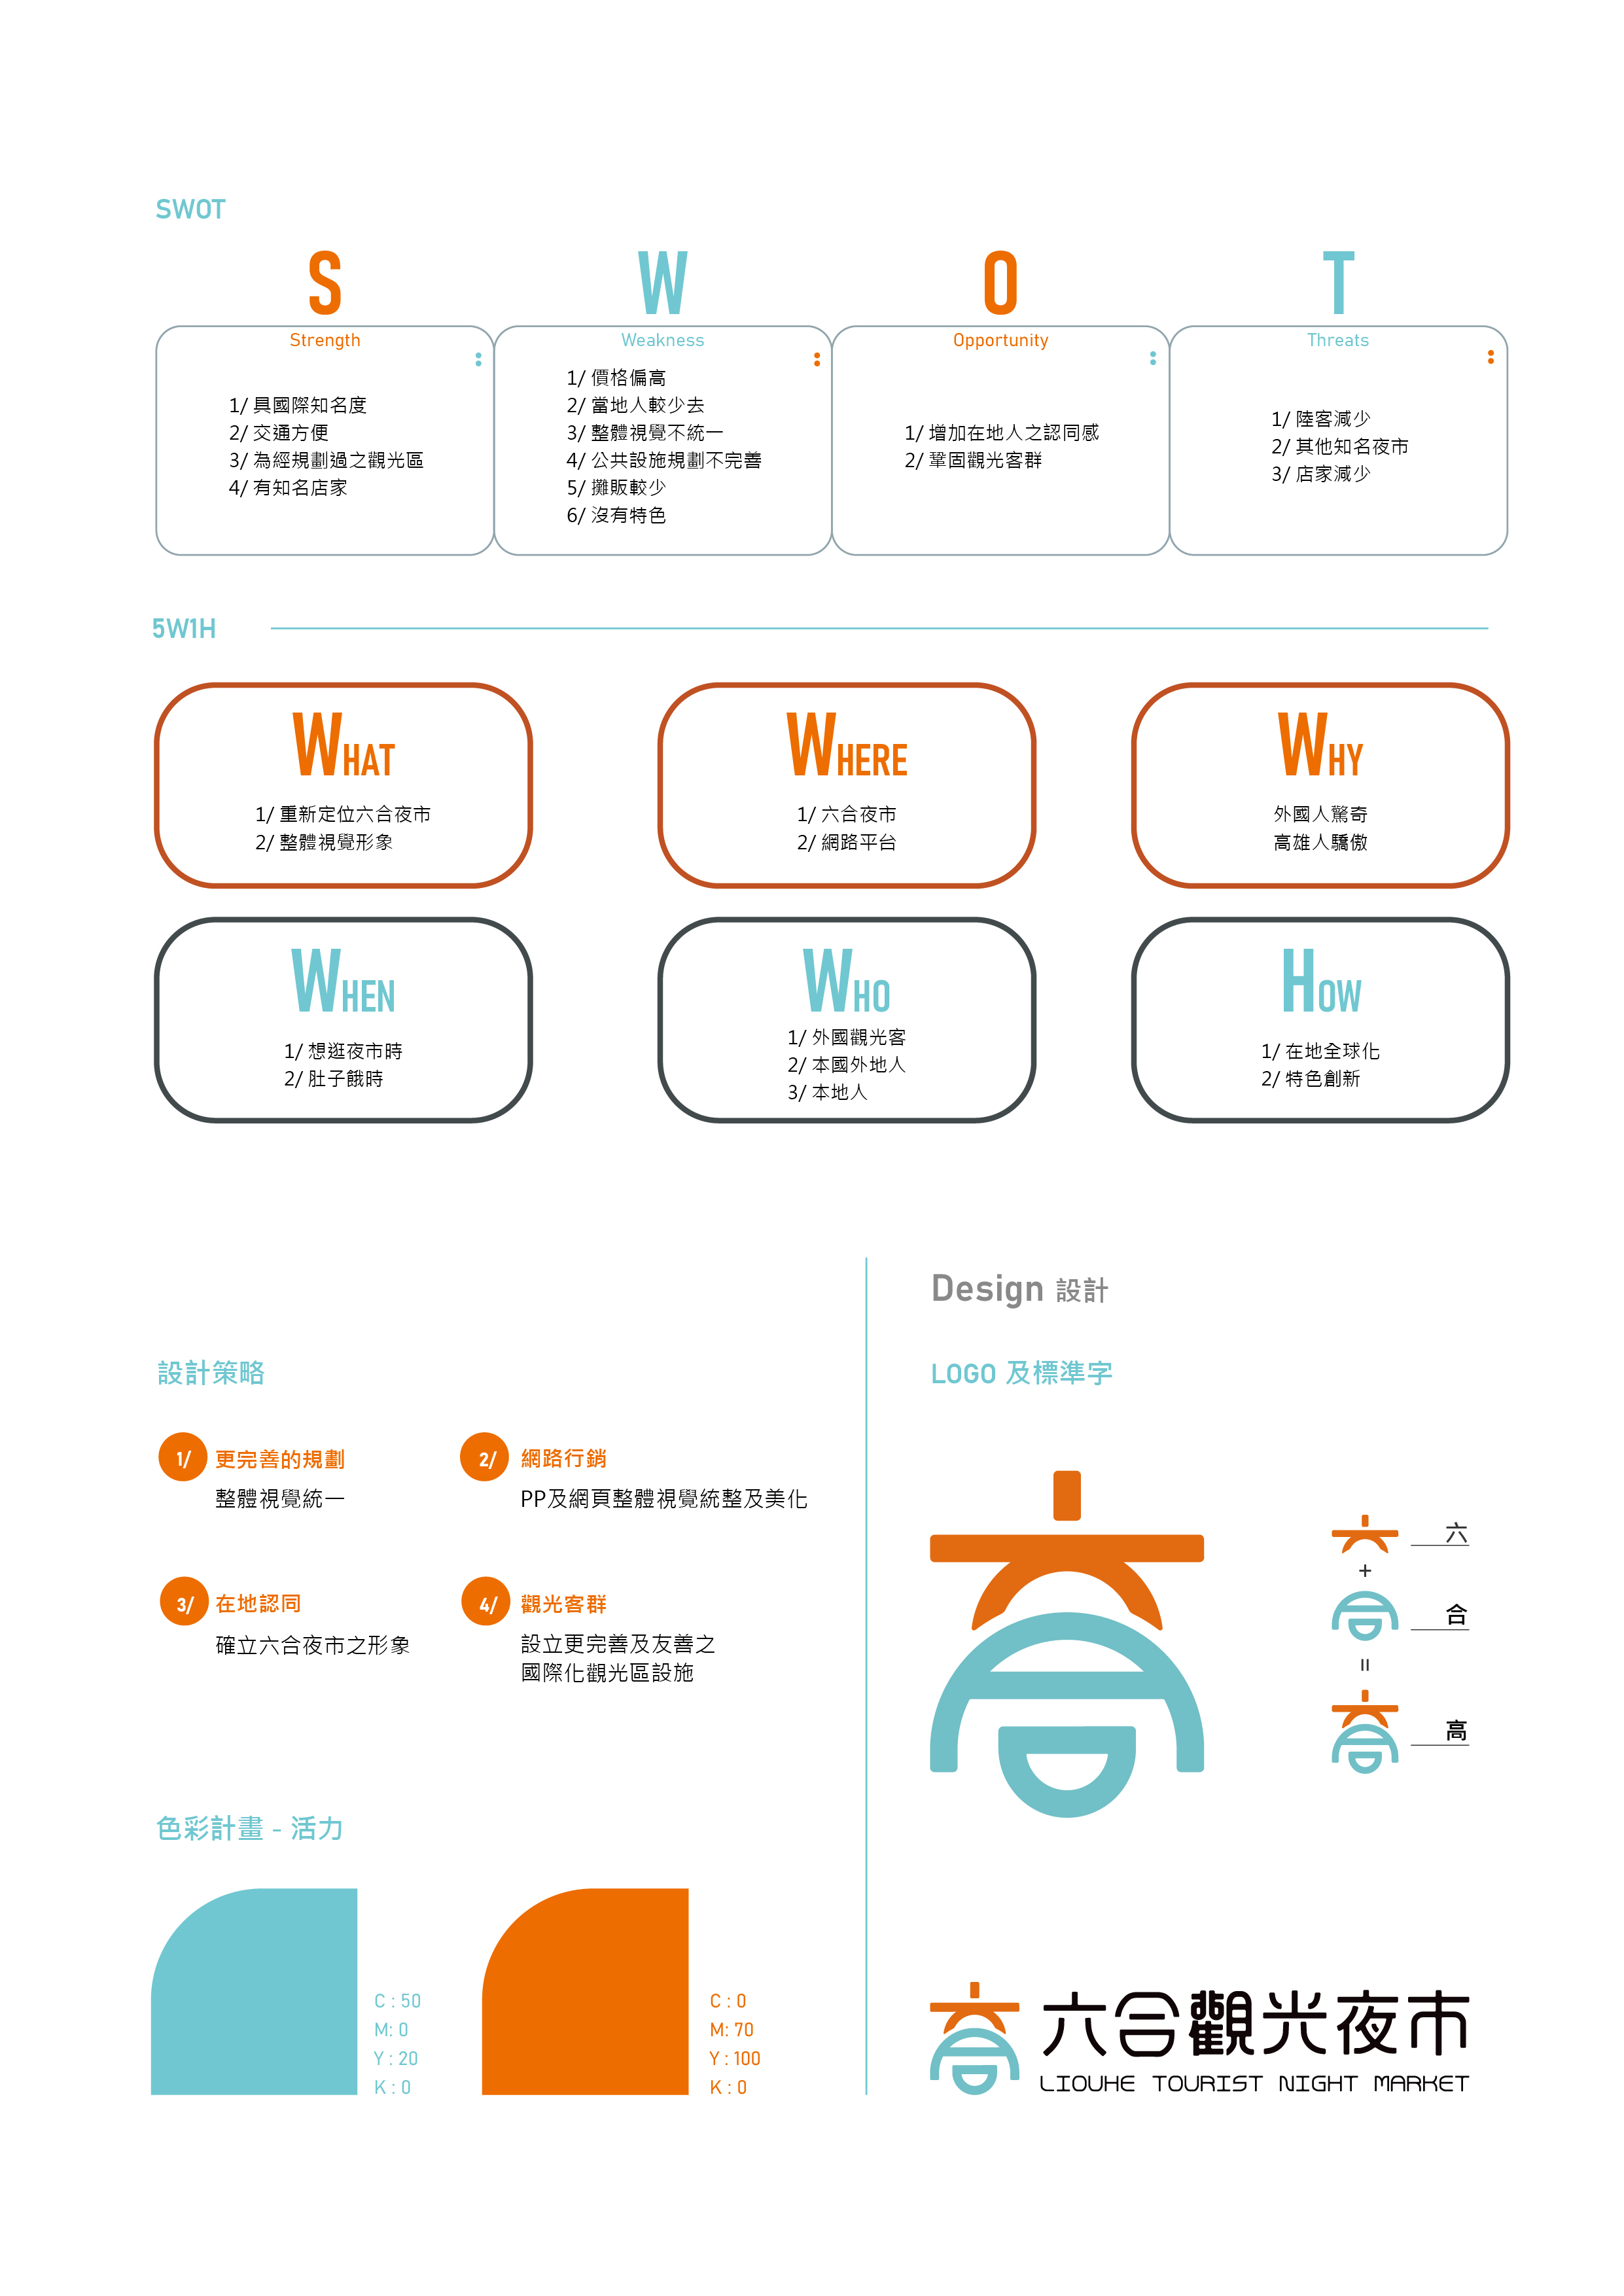 SWOT
S
Strength
1/ 具國際知名度
2/ 交通方便
3/ 為經規劃過之觀光區
4/ 有知名店家
W
Weakness
1/ 價格偏高
2/ 當地人較少去
3/ 整體視覺不統一
4/ 公共設施規劃不完善
5/ 攤販較少
6/ 沒有特色
O
Opportunity
1/ 增加在地人之認同感
2/ 鞏固觀光客群
T
Threats
1/ 陸客減少
2/ 其他知名夜市
3/ 店家減少
5W1H
WHAT
1/ 重新定位六合夜市
2/ 整體視覺形象
WHERE
1/ 六合夜市
2/ 網路平台
WHY
外國人驚奇
高雄人驕傲
WHEN
1/ 想逛夜市時
2/ 肚子餓時
WHO
1/ 外國觀光客
2/ 本國外地人
3/ 本地人
HOW
1/ 在地全球化
2/ 特色創新
設計策略
1/ 更完善的規劃
整體視覺統一
2/ 網路行銷
PP及網頁整體視覺統整及美化
3/ 在地認同
確立六合夜市之形象
4/ 觀光客群
設立更完善及友善之
國際化觀光區設施
色彩計畫 - 活力
C : 50
M: 0
Y : 20
K : 0
C : 0
M: 70
Y : 100
K : 0
Design 設計
LOGO 及標準字
六
+
合
=
高
六合觀光夜市
LIOUHE TOURIST NIGHT MARKET